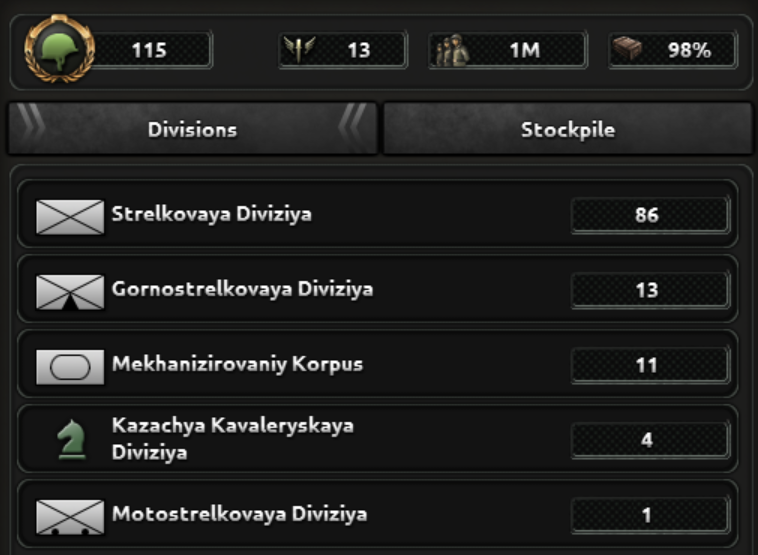 115 13 1M 98%
Divisions Stockpile
Strelkovaya Diviziya 86
Gornostrelkovaya Diviziya 13
Mekhanizirovaniy Korpus 11
Kazachya Kavaleryskaya
Diviziya 4
Motostrelkovaya Diviziya 1